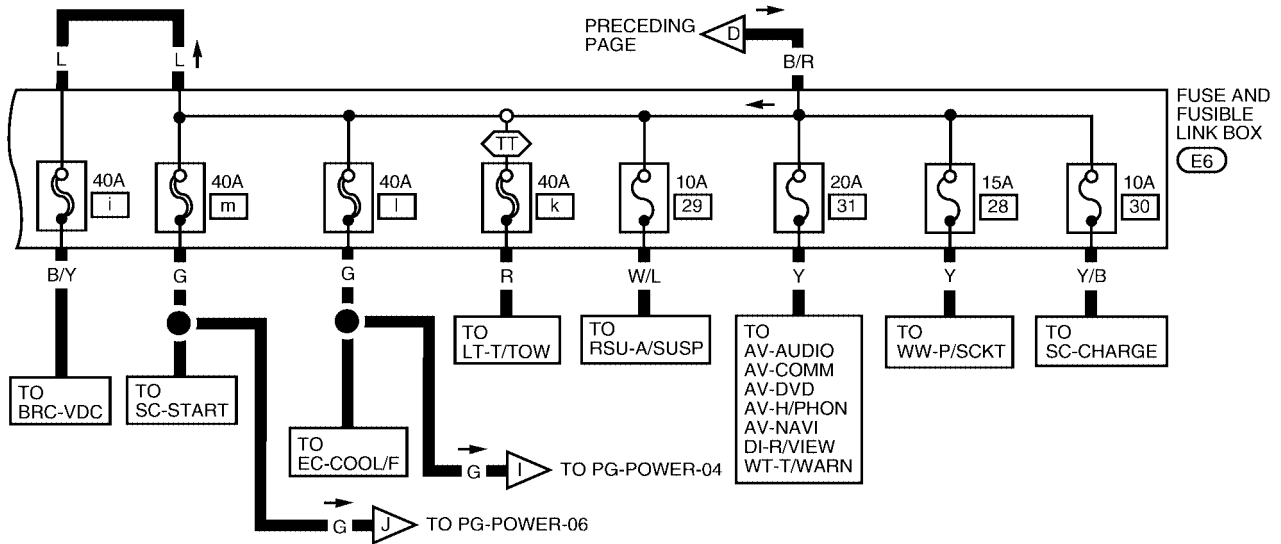 PRECEDING
PAGE
D
L
L
B/R
FUSE AND
FUSIBLE
LINK BOX
E6
TT
40A
i
40A
m
40A
l
40A
k
10A
29
20A
31
15A
28
10A
30
B/Y
G
G
R
W/L
Y
Y
Y/B
TO
BRC-VDC
TO
SC-START
TO
EC-COOL/F
TO
LT-T/TOW
TO
RSU-A/SUSP
TO
AV-AUDIO
AV-COMM
AV-DVD
AV-H/PHON
AV-NAVI
DI-R/VIEW
WT-T/WARN
TO
WW-P/SCKT
TO
SC-CHARGE
G
I
TO PG-POWER-04
G
J
TO PG-POWER-06